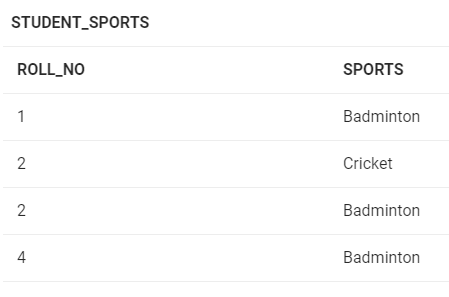 STUDENT_SPORTS
ROLL_NO SPORTS
1 Badminton
2 Cricket
2 Badminton
4 Badminton